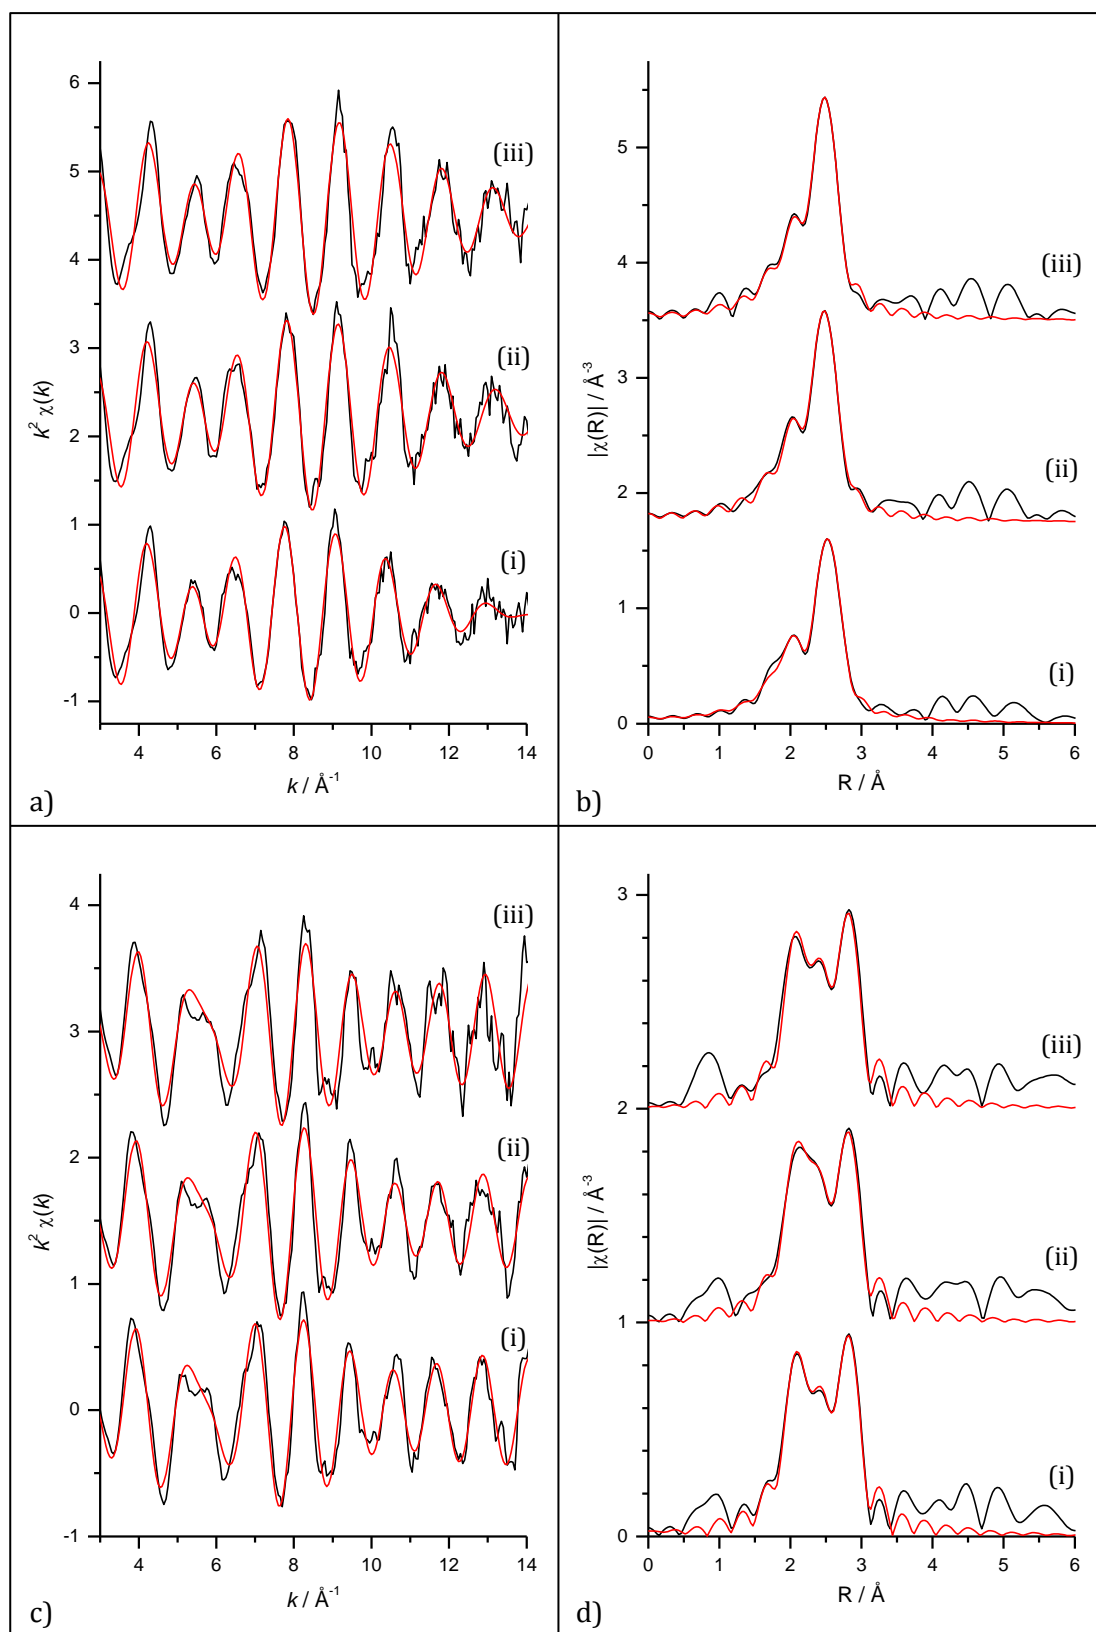 6
5
4
3
2
1
0
-1
k² χ(k)
(iii)
(ii)
(i)
4 6 8 10 12 14
k / Å⁻¹
a)
5
3
2
1
0
|χ(R)| / Å⁻³
(iii)
(ii)
(i)
0 1 2 3 4 5 6
R / Å
b)
4
3
2
1
0
-1
k² χ(k)
(iii)
(ii)
(i)
4 6 8 10 12 14
k / Å⁻¹
c)
3
2
1
0
|χ(R)| / Å⁻³
(iii)
(ii)
(i)
0 1 2 3 4 5 6
R / Å
d)